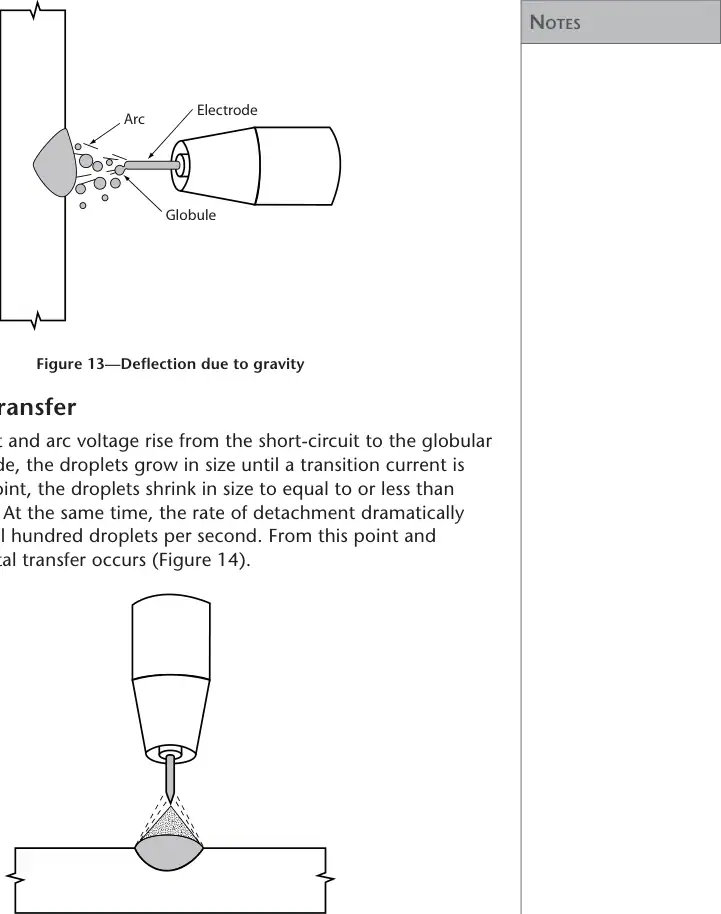 NOTES
Arc
Electrode
Globule
Figure 13—Deflection due to gravity
ransfer
t and arc voltage rise from the short-circuit to the globular
de, the droplets grow in size until a transition current is
oint, the droplets shrink in size to equal to or less than
. At the same time, the rate of detachment dramatically
l hundred droplets per second. From this point and
tal transfer occurs (Figure 14).